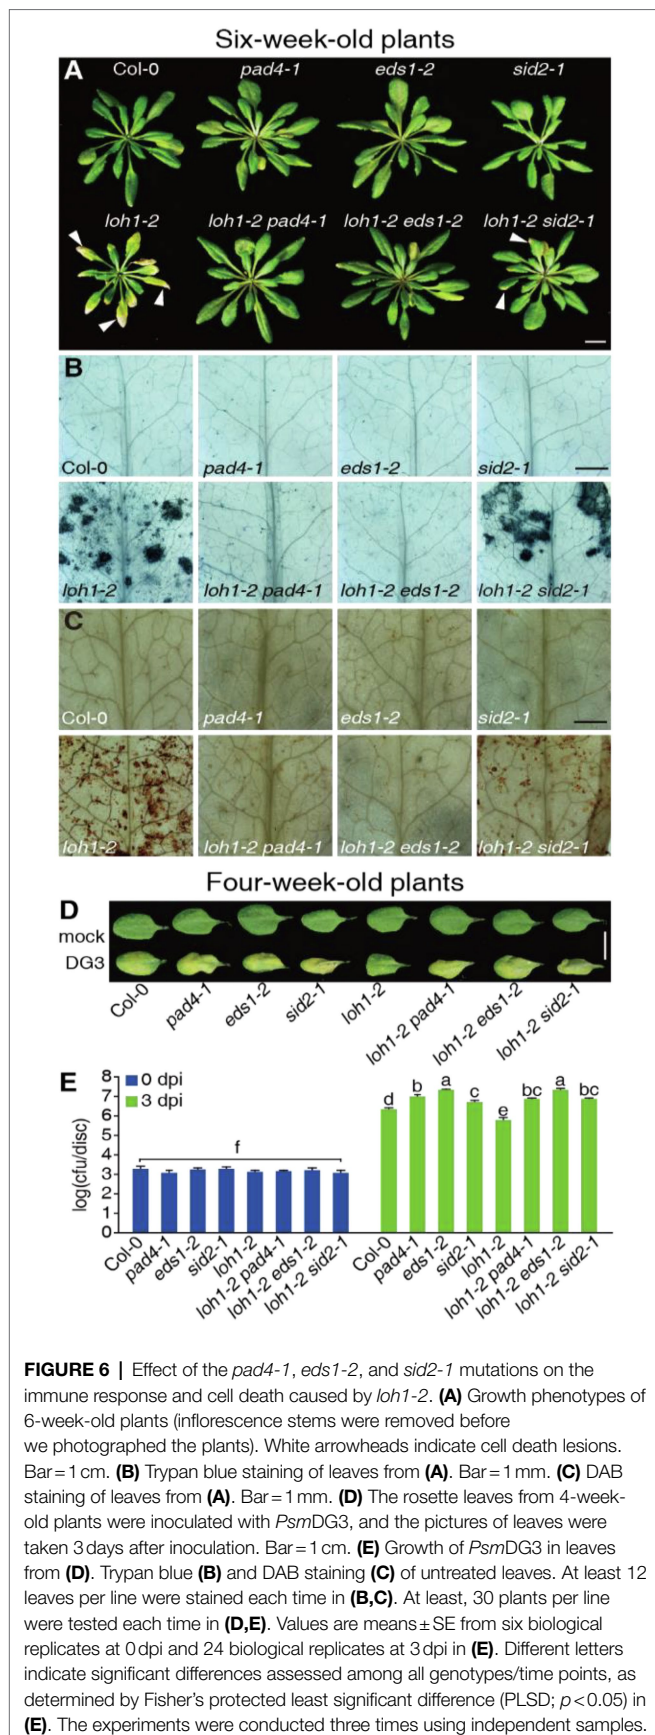 Six-week-old plants
A
Col-0 pad4-1 eds1-2 sid2-1
loh1-2 loh1-2 pad4-1 loh1-2 eds1-2 loh1-2 sid2-1
B
Col-0 pad4-1 eds1-2 sid2-1
loh1-2 loh1-2 pad4-1 loh1-2 eds1-2 loh1-2 sid2-1
C
Col-0 pad4-1 eds1-2 sid2-1
loh1-2 loh1-2 pad4-1 loh1-2 eds1-2 loh1-2 sid2-1
Four-week-old plants
D
mock
DG3
Col-0 pad4-1 eds1-2 sid2-1 loh1-2 loh1-2 pad4-1 loh1-2 eds1-2 loh1-2 sid2-1
E
log(cfu/disc)
8
7
6
5
4
3
2
1
0
0 dpi
3 dpi
f
d b a c e bc a bc
Col-0 pad4-1 eds1-2 sid2-1 loh1-2 loh1-2 pad4-1 loh1-2 eds1-2 loh1-2 sid2-1
Col-0 pad4-1 eds1-2 sid2-1 loh1-2 loh1-2 pad4-1 loh1-2 eds1-2 loh1-2 sid2-1
FIGURE 6 | Effect of the pad4-1, eds1-2, and sid2-1 mutations on the
immune response and cell death caused by loh1-2. (A) Growth phenotypes of
6-week-old plants (inflorescence stems were removed before
we photographed the plants). White arrowheads indicate cell death lesions.
Bar = 1 cm. (B) Trypan blue staining of leaves from (A). Bar = 1 mm. (C) DAB
staining of leaves from (A). Bar = 1 mm. (D) The rosette leaves from 4-week-
old plants were inoculated with PsmDG3, and the pictures of leaves were
taken 3 days after inoculation. Bar = 1 cm. (E) Growth of PsmDG3 in leaves
from (D). Trypan blue (B) and DAB staining (C) of untreated leaves. At least 12
leaves per line were stained each time in (B,C). At least, 30 plants per line
were tested each time in (D,E). Values are means ± SE from six biological
replicates at 0 dpi and 24 biological replicates at 3 dpi in (E). Different letters
indicate significant differences assessed among all genotypes/time points, as
determined by Fisher's protected least significant difference (PLSD; p < 0.05) in
(E). The experiments were conducted three times using independent samples.